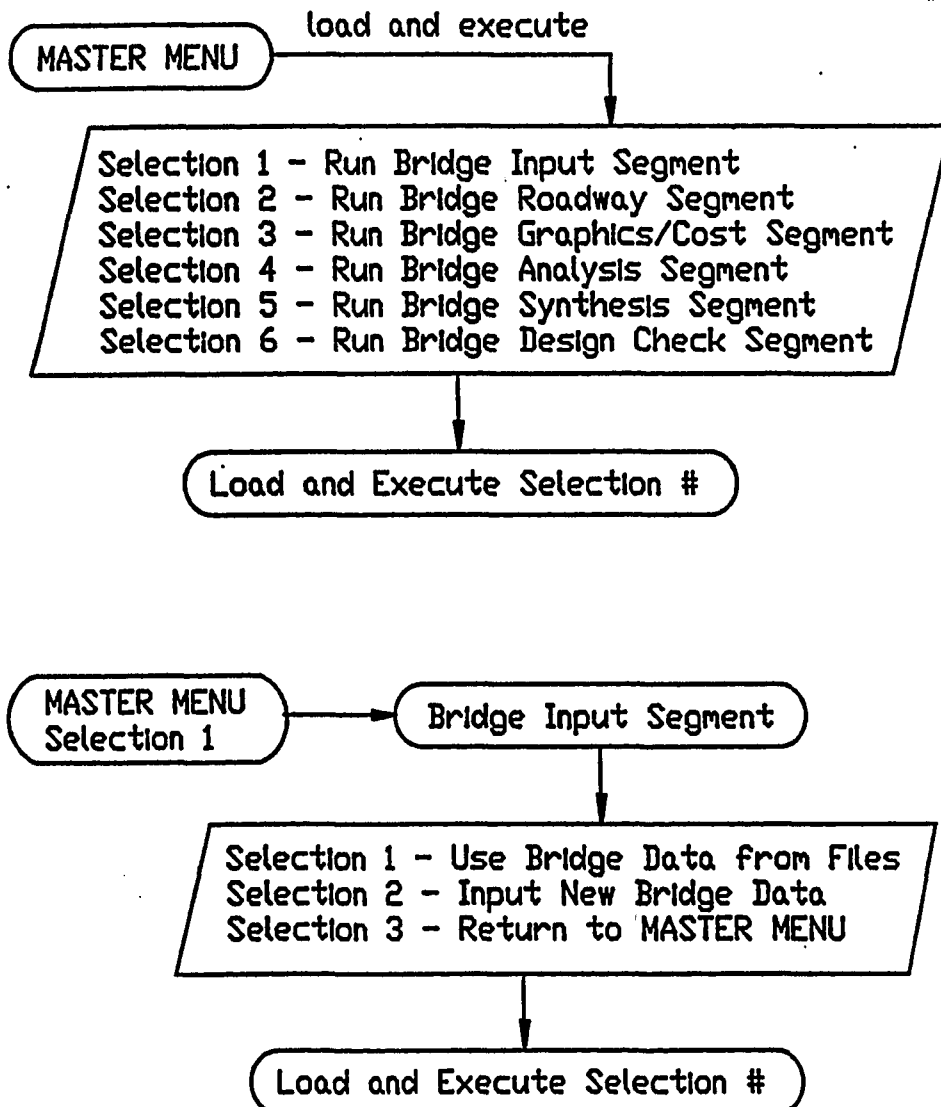 load and execute
MASTER MENU
Selection 1 - Run Bridge Input Segment
Selection 2 - Run Bridge Roadway Segment
Selection 3 - Run Bridge Graphics/Cost Segment
Selection 4 - Run Bridge Analysis Segment
Selection 5 - Run Bridge Synthesis Segment
Selection 6 - Run Bridge Design Check Segment
Load and Execute Selection #
MASTER MENU
Selection 1
Bridge Input Segment
Selection 1 - Use Bridge Data from Files
Selection 2 - Input New Bridge Data
Selection 3 - Return to MASTER MENU
Load and Execute Selection #